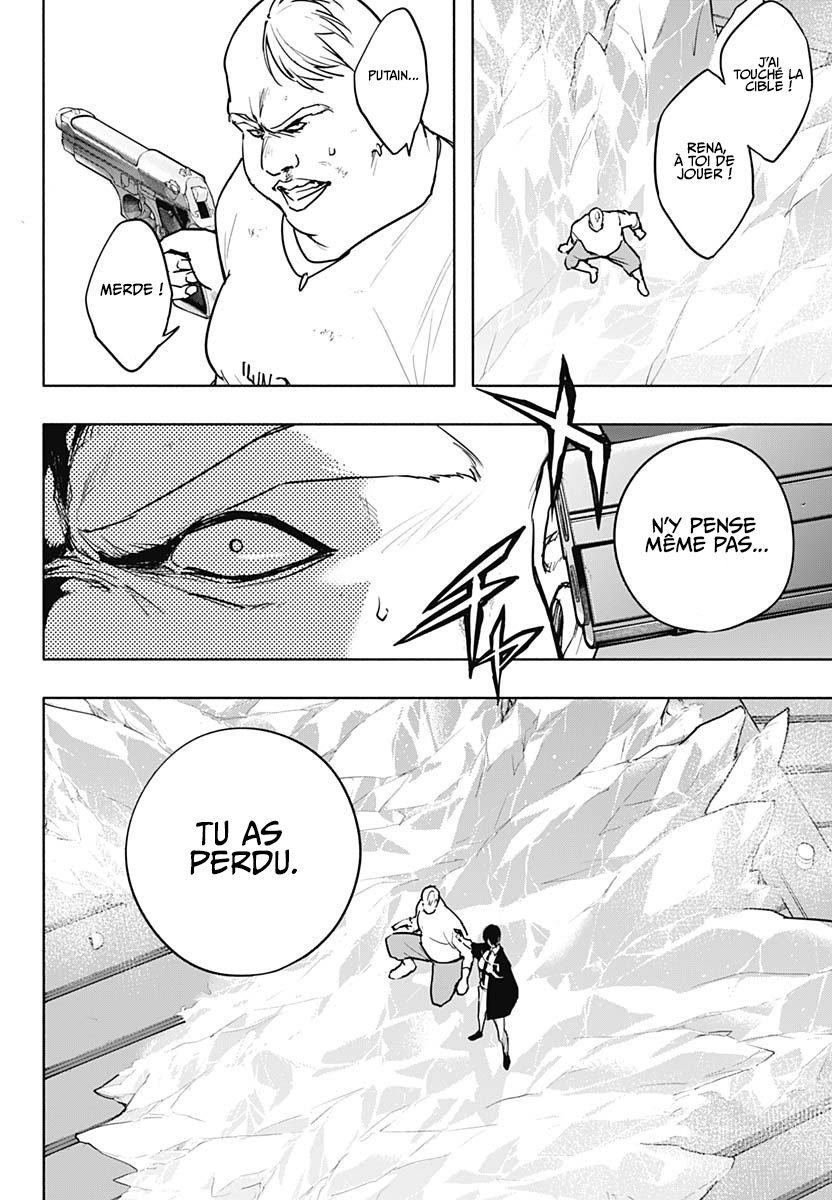 J'AI
TOUCHÉ LA
CIBLE !
RENA,
À TOI DE
JOUER !
PUTAIN...
MERDE !
N'Y PENSE
MÊME PAS...
TU AS
PERDU.